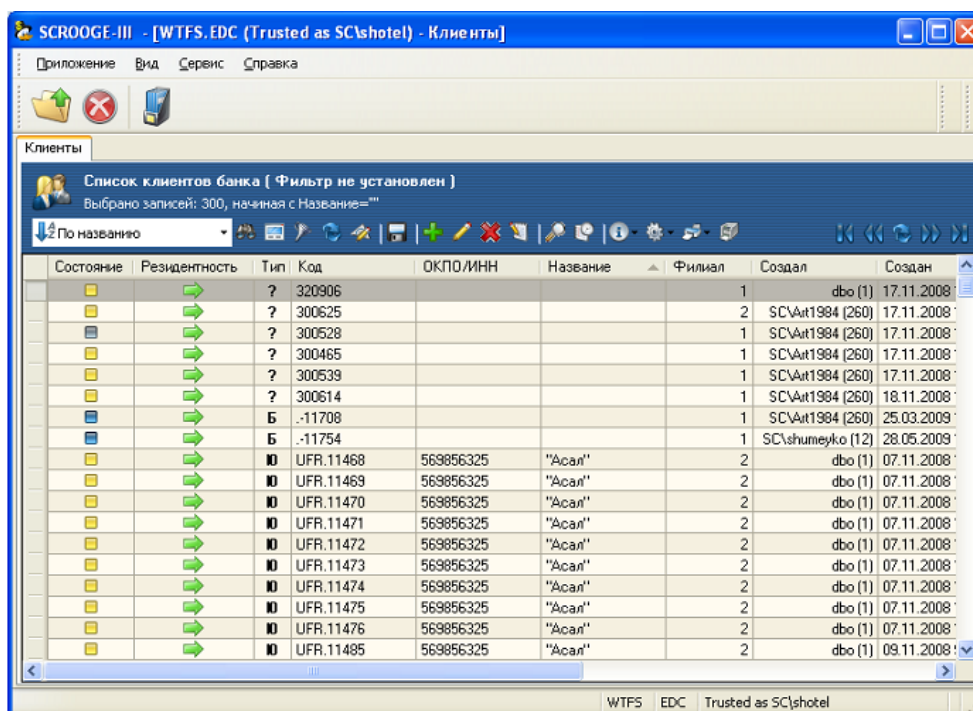 SCROOGE-III - [WTFS.EDC (Trusted as SC\shotel) - Клиенты]
Приложение Вид Сервис Справка
Клиенты
Список клиентов банка ( Фильтр не установлен )
Выбрано записей: 300, начиная с Название=""
По названию
Состояние Резидентность Тип Код ОКПО/ИНН Название Филиал Создал Создан
? 320906 1 dbo (1) 17.11.2008
? 300625 2 SC\Art1984 (260) 17.11.2008
? 300528 1 SC\Art1984 (260) 17.11.2008
? 300465 1 SC\Art1984 (260) 17.11.2008
? 300539 1 SC\Art1984 (260) 17.11.2008
? 300614 1 SC\Art1984 (260) 18.11.2008
Б .-11708 1 SC\Art1984 (260) 25.03.2009
Б .-11754 1 SC\shumeyko (12) 28.05.2009
Ю UFR.11468 569856325 "Асал" 2 dbo (1) 07.11.2008
Ю UFR.11469 569856325 "Асал" 2 dbo (1) 07.11.2008
Ю UFR.11470 569856325 "Асал" 2 dbo (1) 07.11.2008
Ю UFR.11471 569856325 "Асал" 2 dbo (1) 07.11.2008
Ю UFR.11472 569856325 "Асал" 2 dbo (1) 07.11.2008
Ю UFR.11473 569856325 "Асал" 2 dbo (1) 07.11.2008
Ю UFR.11474 569856325 "Асал" 2 dbo (1) 07.11.2008
Ю UFR.11475 569856325 "Асал" 2 dbo (1) 07.11.2008
Ю UFR.11476 569856325 "Асал" 2 dbo (1) 07.11.2008
Ю UFR.11485 569856325 "Асал" 2 dbo (1) 09.11.2008
WTFS EDC Trusted as SC\shotel